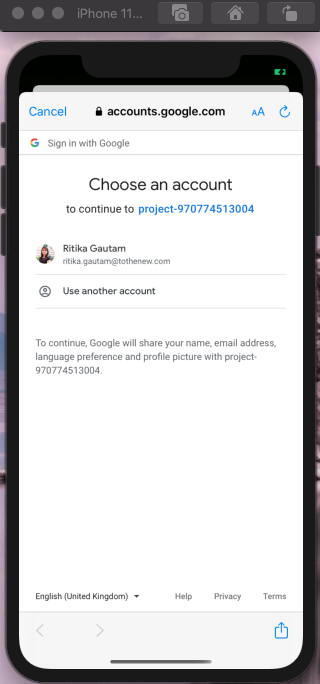 iPhone 11...
Cancel
accounts.google.com
AA
Sign in with Google
Choose an account
to continue to project-970774513004
Ritika Gautam
ritika.gautam@tothenew.com
Use another account
To continue, Google will share your name, email address,
language preference and profile picture with project-
970774513004.
English (United Kingdom)
Help
Privacy
Terms